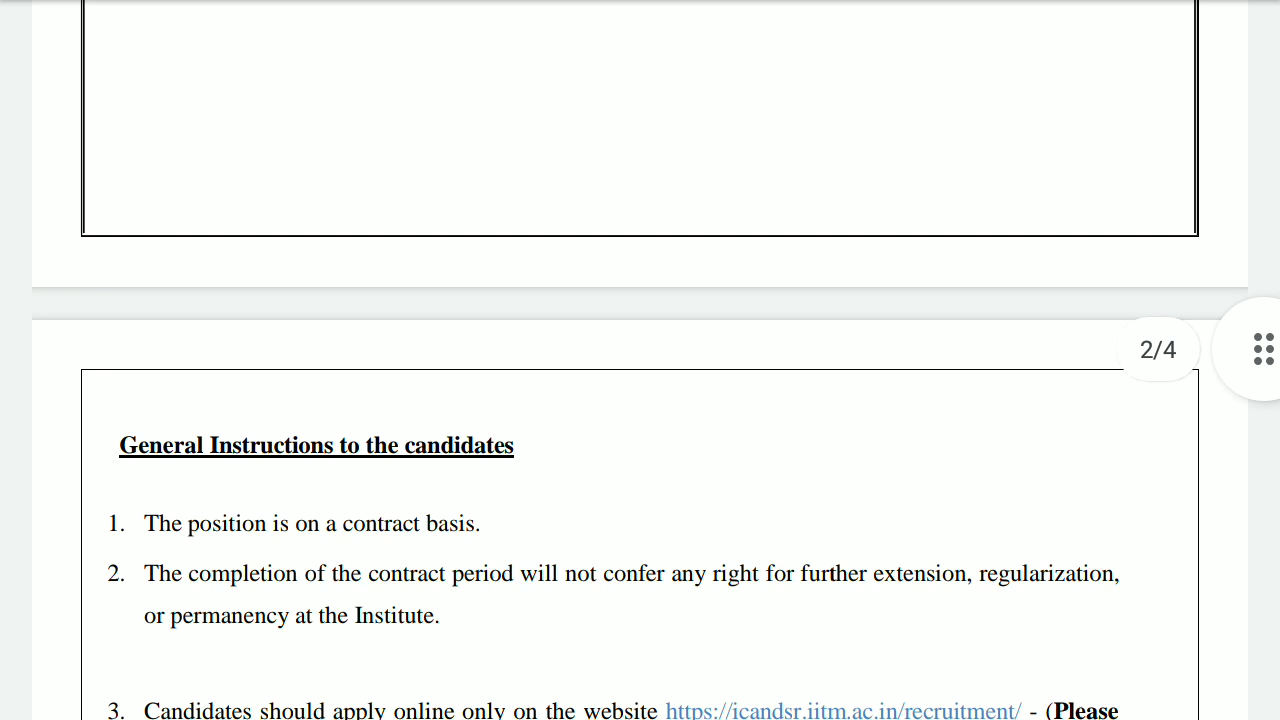 2/4
General Instructions to the candidates
1. The position is on a contract basis.
2. The completion of the contract period will not confer any right for further extension, regularization,
or permanency at the Institute.
3. Candidates should apply online only on the website https://icandsr.iitm.ac.in/recruitment/ - (Please